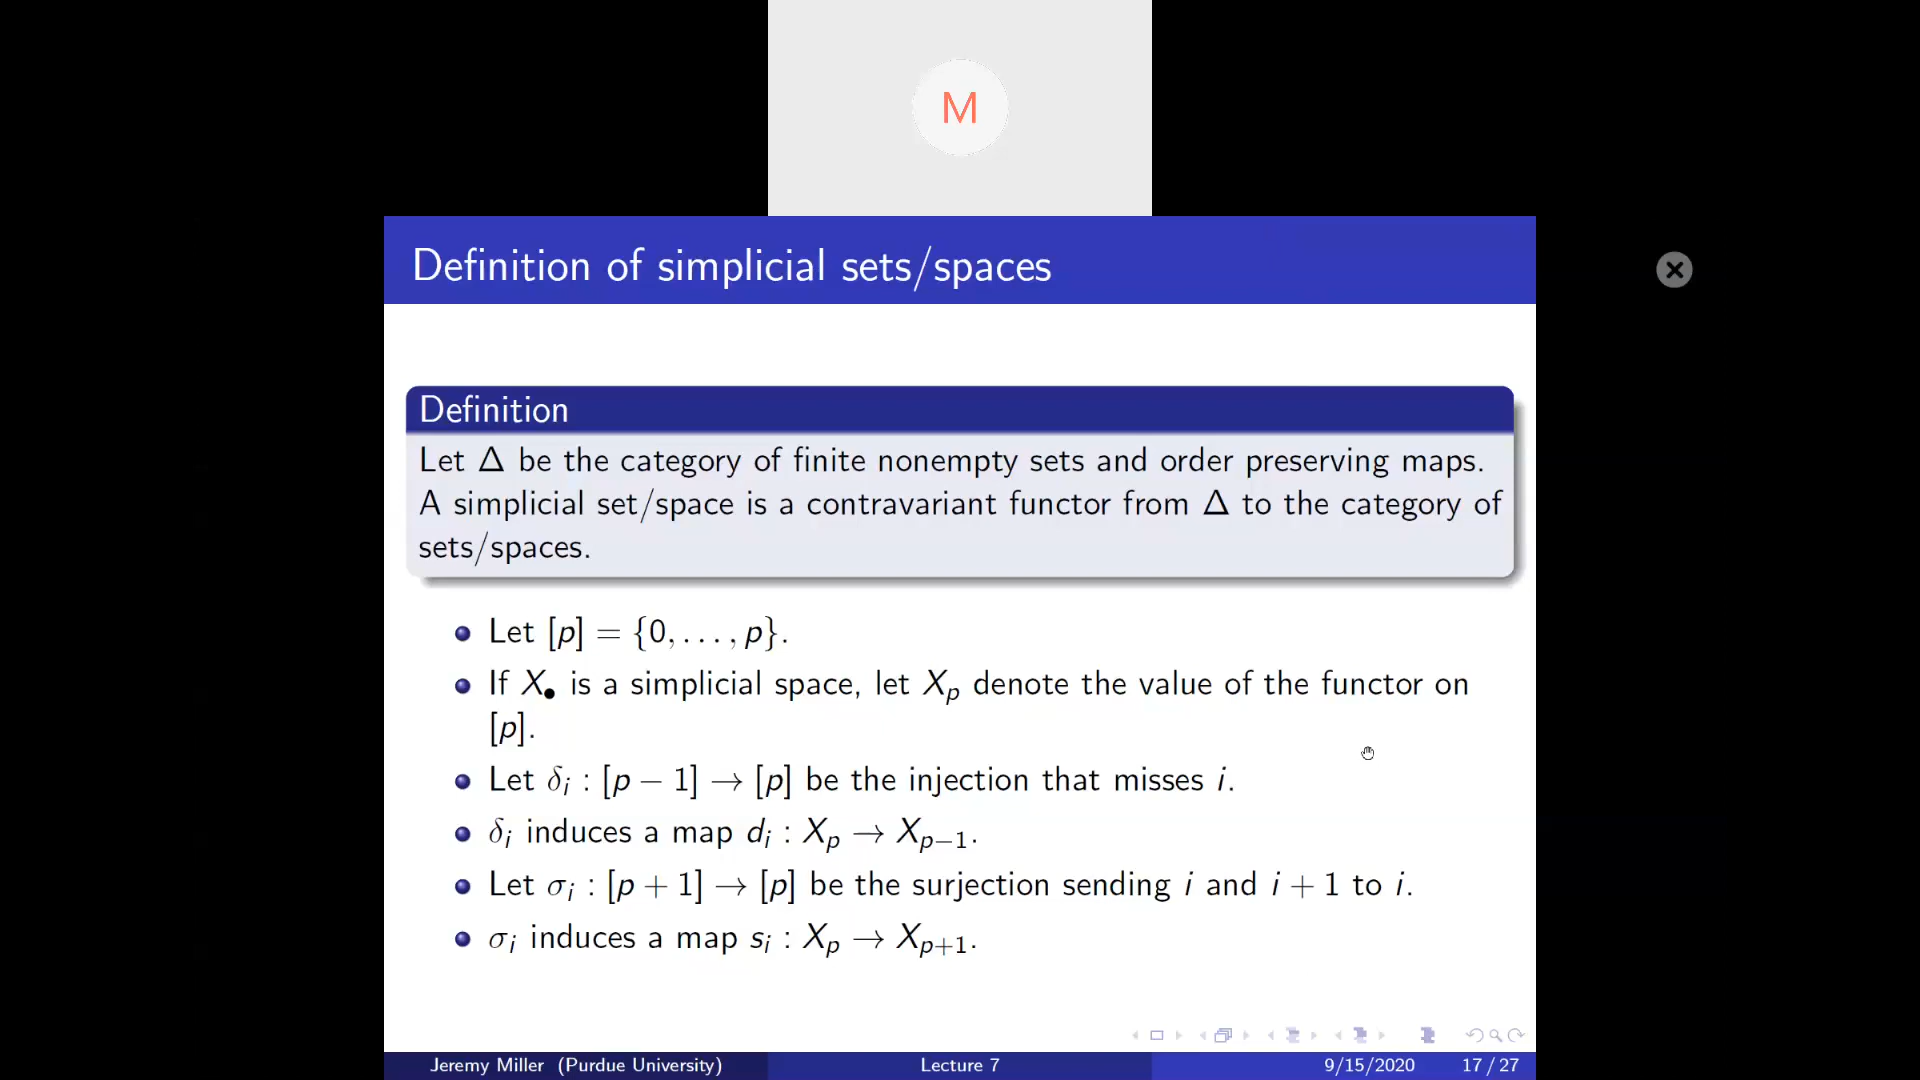 M
Definition of simplicial sets/spaces
Definition
Let Δ be the category of finite nonempty sets and order preserving maps.
A simplicial set/space is a contravariant functor from Δ to the category of
sets/spaces.
Let [p] = {0, . . . , p}.
If X● is a simplicial space, let Xₚ denote the value of the functor on
[p].
Let δᵢ : [p − 1] → [p] be the injection that misses i.
δᵢ induces a map dᵢ : Xₚ → Xₚ₋₁.
Let σᵢ : [p + 1] → [p] be the surjection sending i and i + 1 to i.
σᵢ induces a map sᵢ : Xₚ → Xₚ₊₁.
Jeremy Miller (Purdue University) Lecture 7 9/15/2020 17 / 27